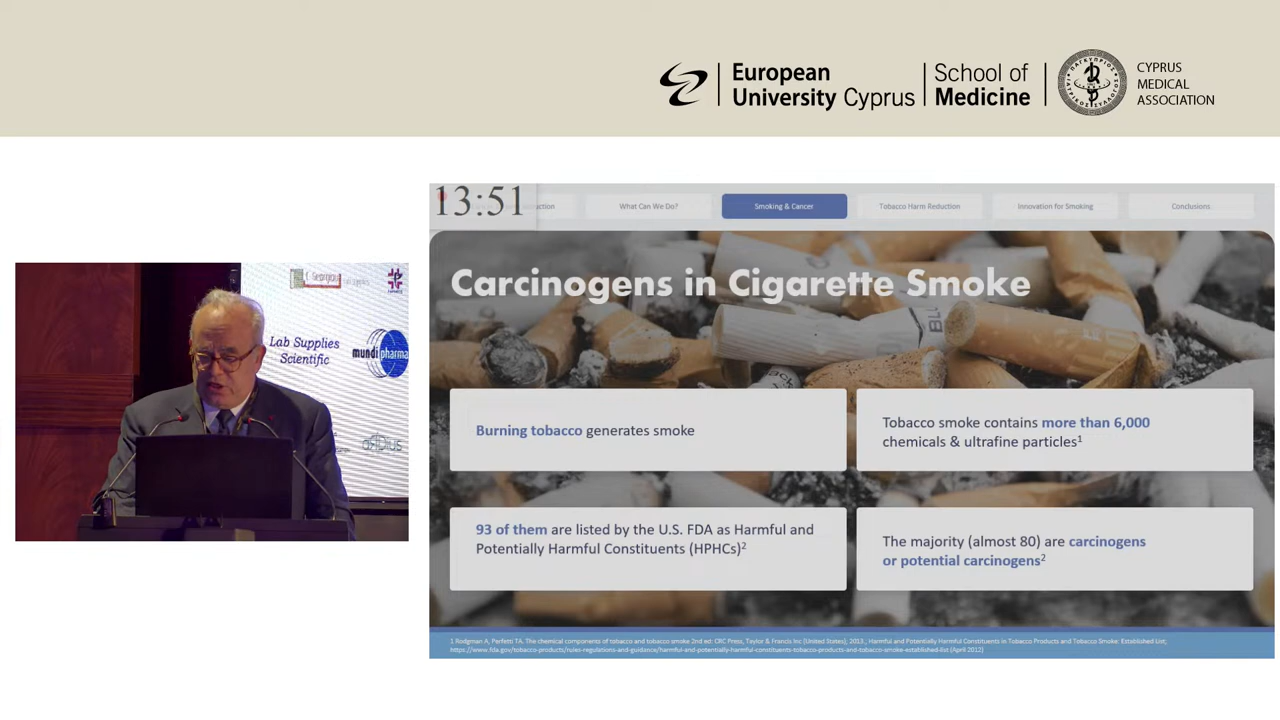 European
University Cyprus
School of
Medicine
ΠΑΓΚΥΠΡΙΟΣ
ΙΑΤΡΙΚΟΣ ΣΥΛΛΟΓΟΣ
CYPRUS
MEDICAL
ASSOCIATION
13:51
What Can We Do?
Smoking & Cancer
Tobacco Harm Reduction
Innovation for Smoking
Conclusions
Carcinogens in Cigarette Smoke
Burning tobacco generates smoke
Tobacco smoke contains more than 6,000
chemicals & ultrafine particles1
93 of them are listed by the U.S. FDA as Harmful and
Potentially Harmful Constituents (HPHCs)2
The majority (almost 80) are carcinogens
or potential carcinogens2
1 Rodgman A, Perfetti TA. The chemical components of tobacco and tobacco smoke 2nd ed: CRC Press, Taylor & Francis Inc (United States); 2013.; Harmful and Potentially Harmful Constituents in Tobacco Products and Tobacco Smoke: Established List;
https://www.fda.gov/tobacco-products/rules-regulations-and-guidance/harmful-and-potentially-harmful-constituents-tobacco-products-and-tobacco-smoke-established-list (April 2012)
Lab Supplies
Scientific
mundipharma